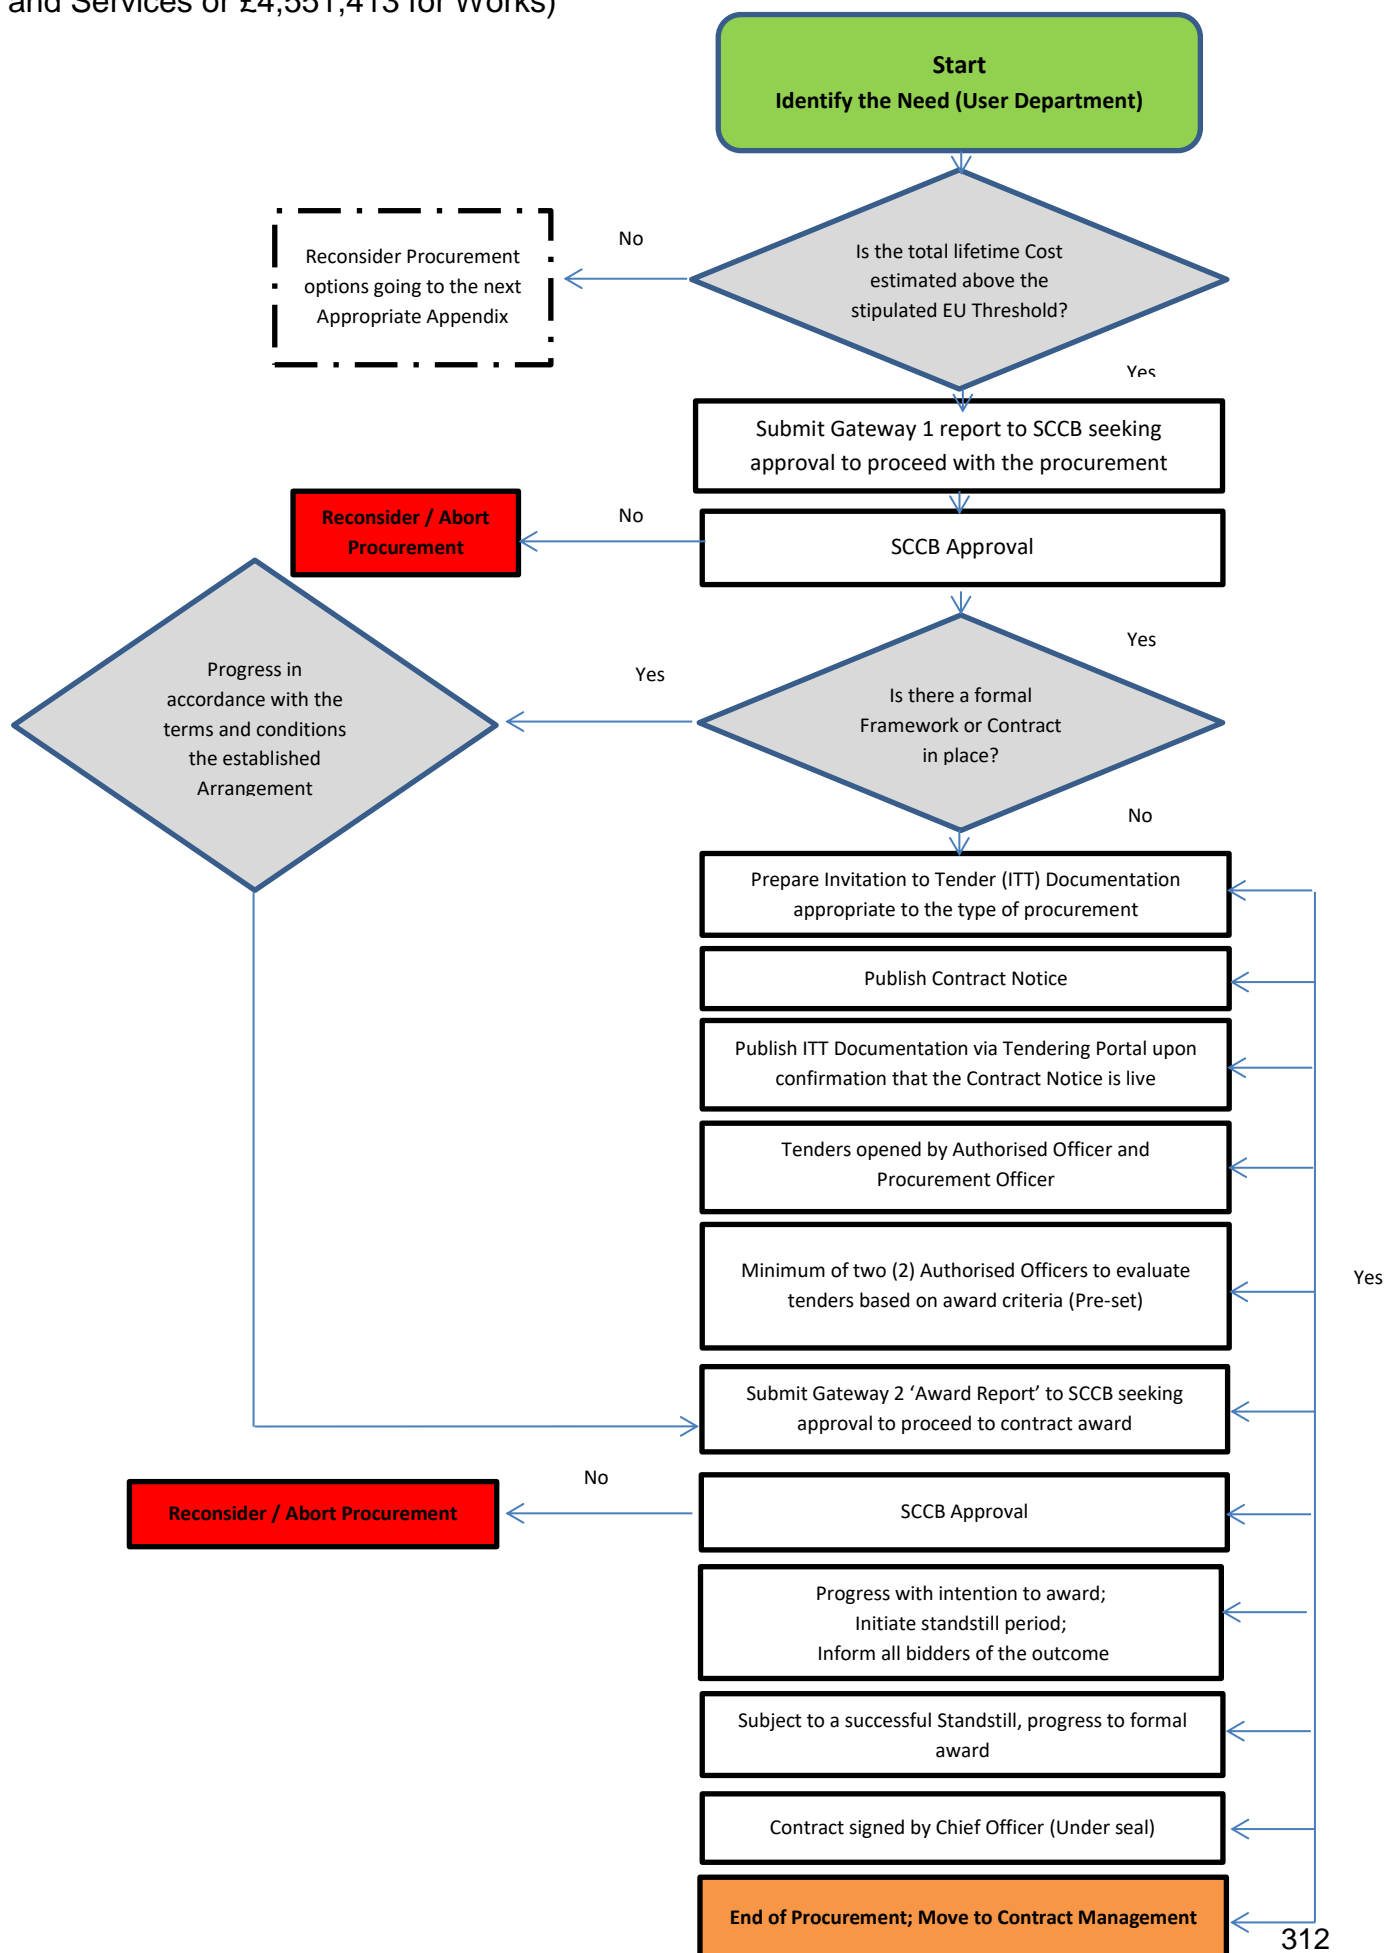 and Services or £4,551,413 for Works)
Start
Identify the Need (User Department)
No
Reconsider Procurement
options going to the next
Appropriate Appendix
Is the total lifetime Cost
estimated above the
stipulated EU Threshold?
Yes
Submit Gateway 1 report to SCCB seeking
approval to proceed with the procurement
Reconsider / Abort
Procurement
No
SCCB Approval
Yes
Progress in
accordance with the
terms and conditions
the established
Arrangement
Yes
Is there a formal
Framework or Contract
in place?
No
Prepare Invitation to Tender (ITT) Documentation
appropriate to the type of procurement
Publish Contract Notice
Publish ITT Documentation via Tendering Portal upon
confirmation that the Contract Notice is live
Tenders opened by Authorised Officer and
Procurement Officer
Minimum of two (2) Authorised Officers to evaluate
tenders based on award criteria (Pre-set)
Yes
Submit Gateway 2 ‘Award Report’ to SCCB seeking
approval to proceed to contract award
No
Reconsider / Abort Procurement
SCCB Approval
Progress with intention to award;
Initiate standstill period;
Inform all bidders of the outcome
Subject to a successful Standstill, progress to formal
award
Contract signed by Chief Officer (Under seal)
End of Procurement; Move to Contract Management
312